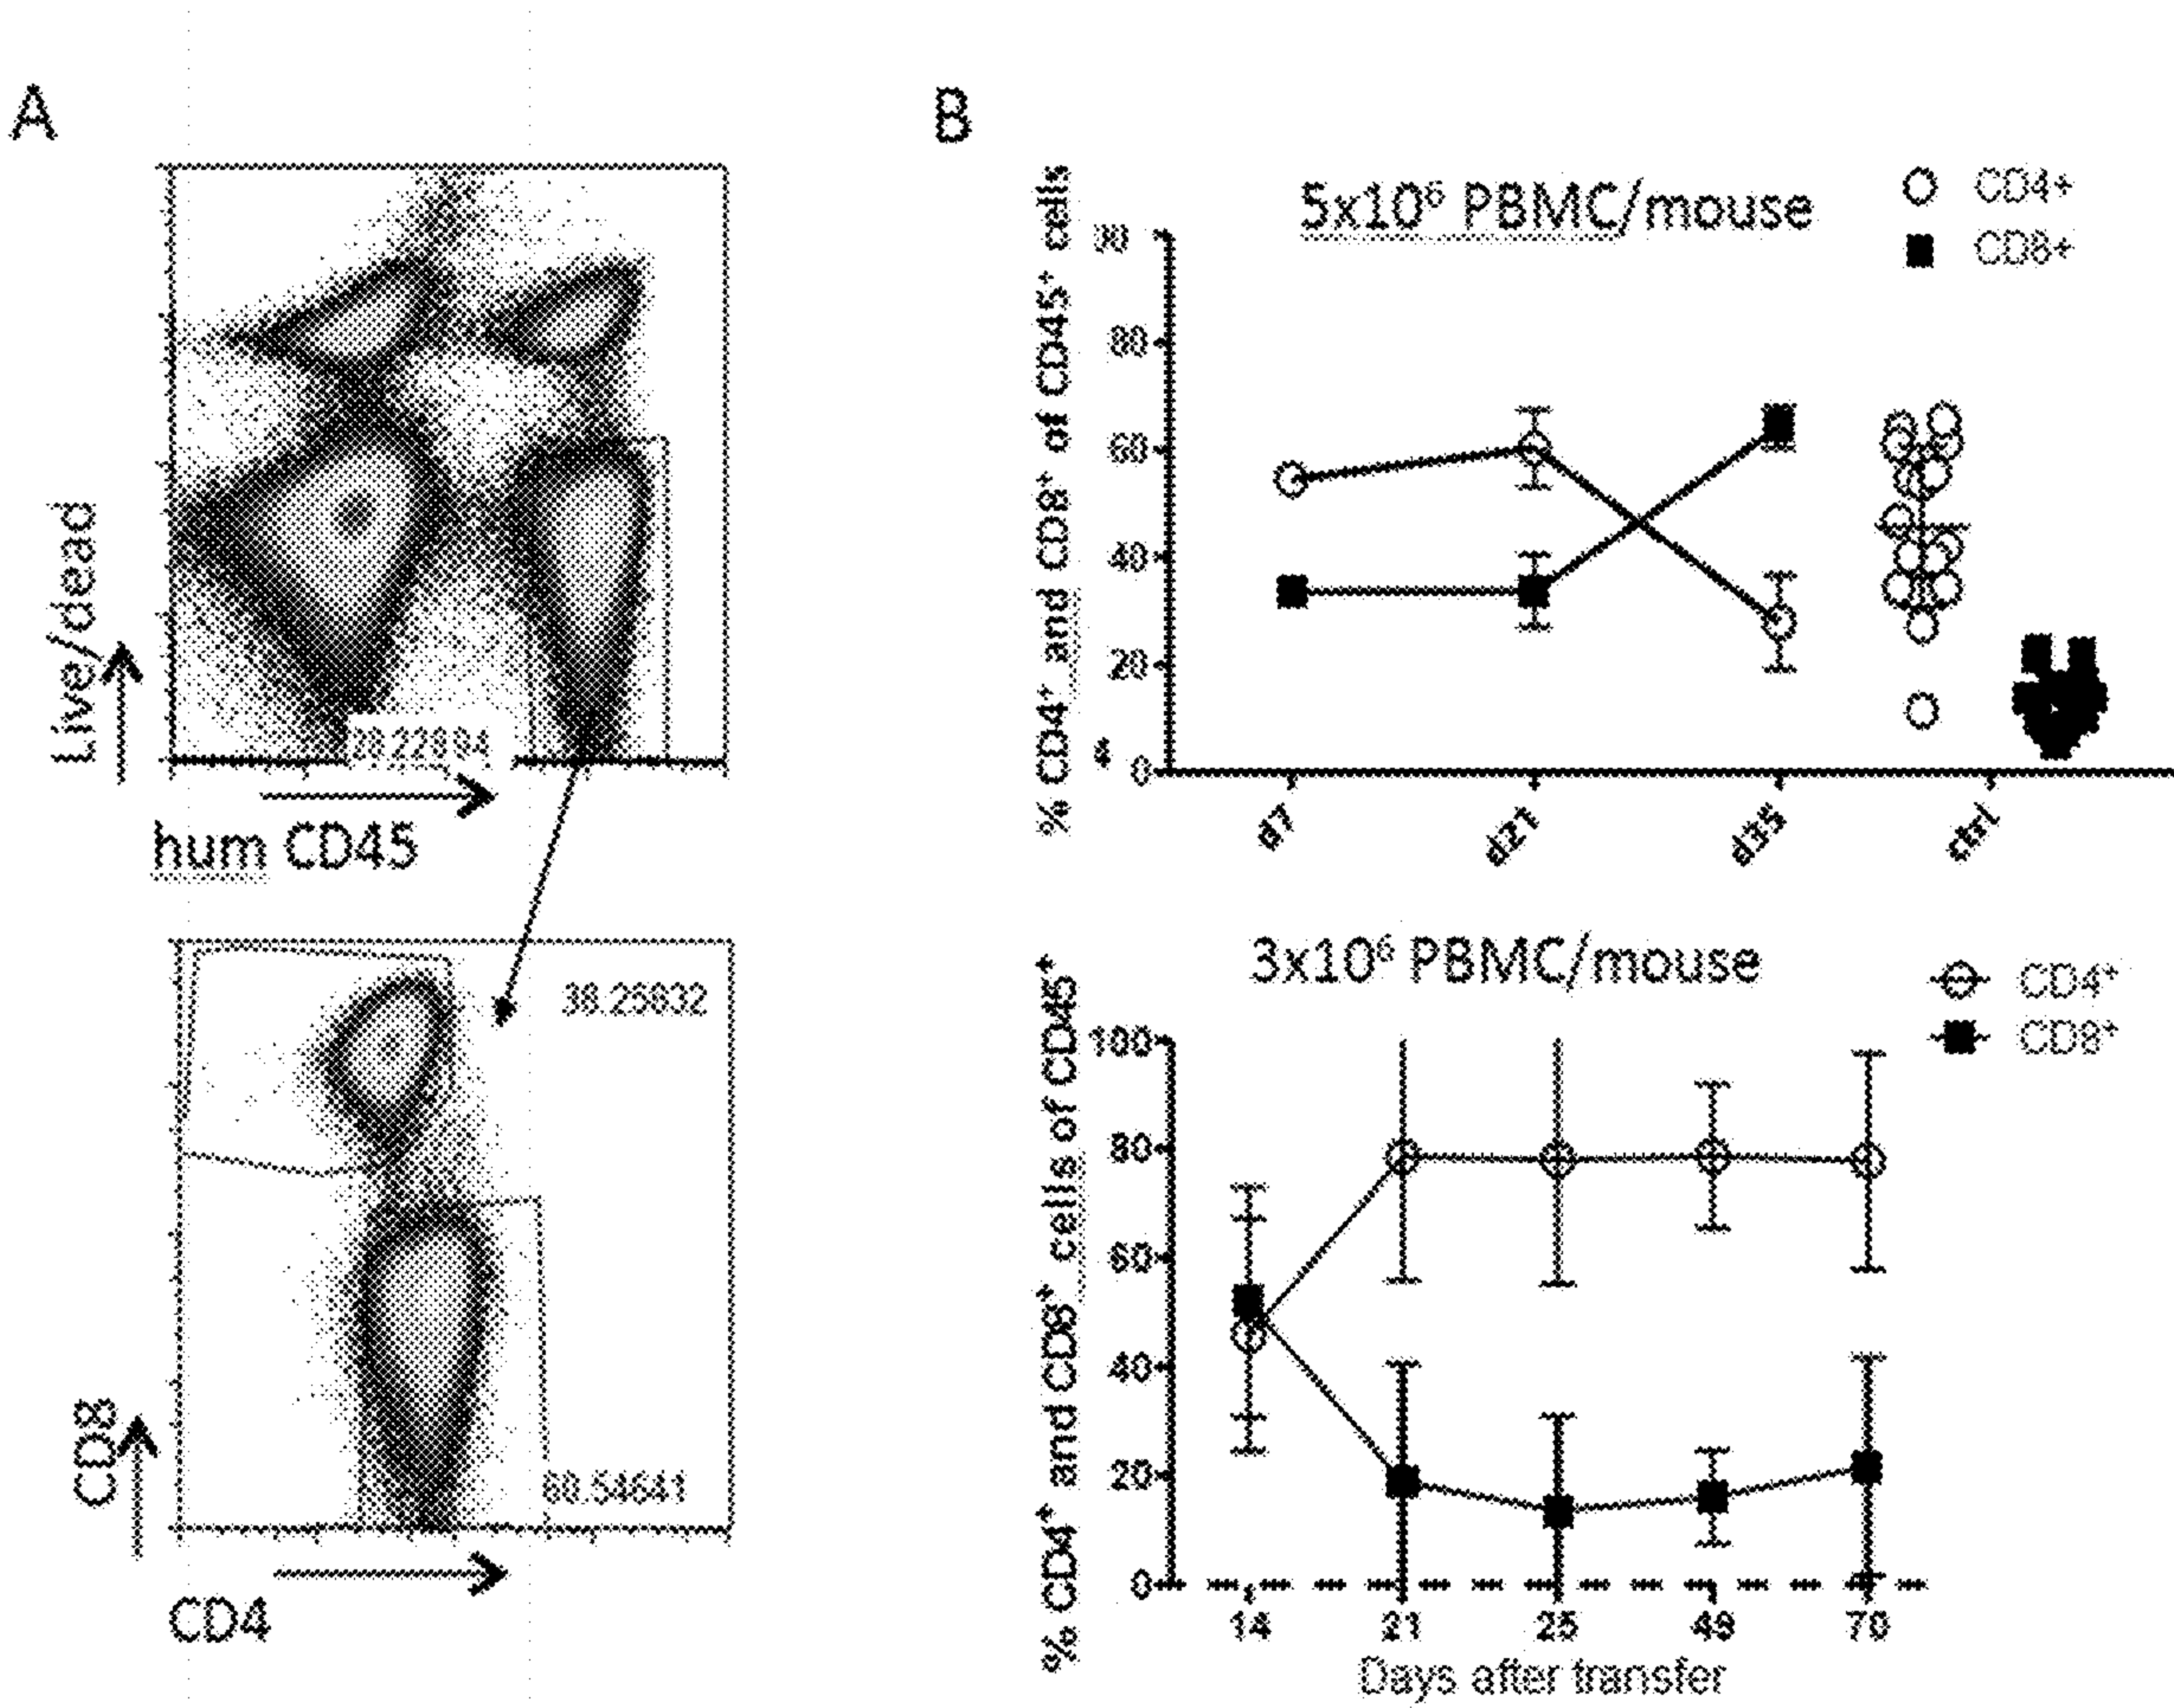 A
Live/dead
hum CD45
38.25832
60.54641
CD8
CD4
B
5x10⁶ PBMC/mouse
CD4+
CD8+
% CD4⁺ and CD8⁺ of CD45⁺ cells
80
60
40
20
0
d7
d21
d35
ctrl
3x10⁶ PBMC/mouse
CD4⁺
CD8⁺
% CD4⁺ and CD8⁺ cells of CD45⁺
100
80
60
40
20
0
14
21
25
49
70
Days after transfer